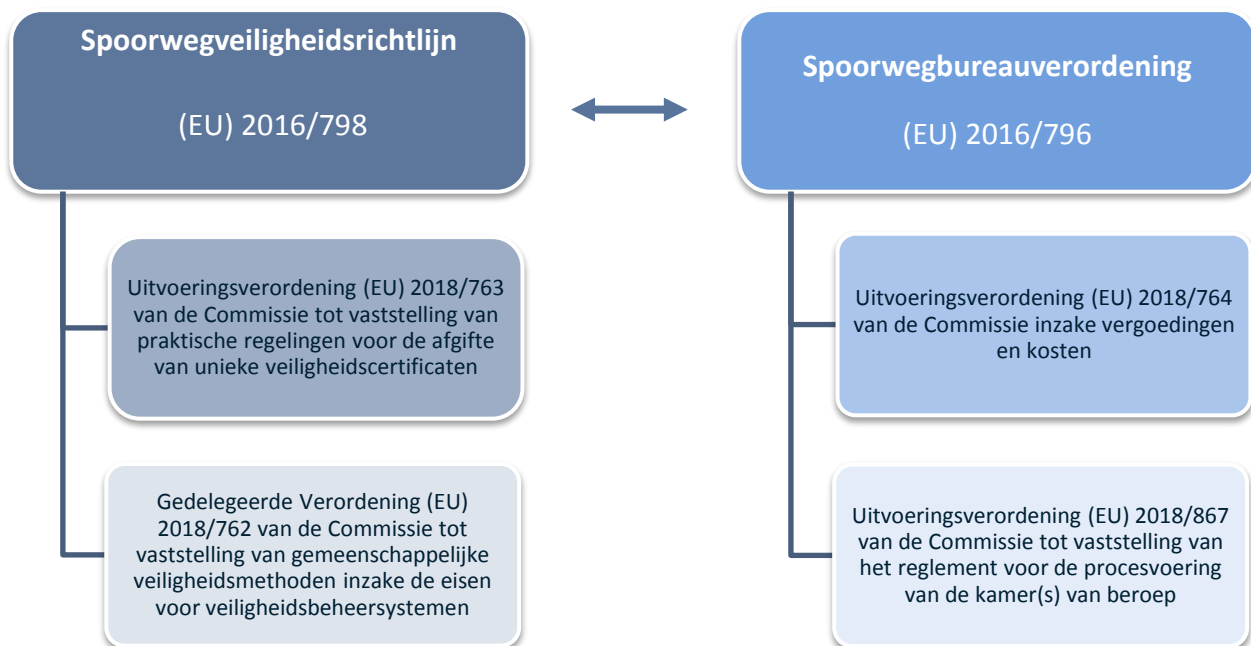 Spoorwegveiligheidsrichtlijn
(EU) 2016/798
Uitvoeringsverordening (EU) 2018/763
van de Commissie tot vaststelling van
praktische regelingen voor de afgifte
van unieke veiligheidscertificaten
Gedelegeerde Verordening (EU)
2018/762 van de Commissie tot
vaststelling van gemeenschappelijke
veiligheidsmethoden inzake de eisen
voor veiligheidsbeheersystemen
Spoorwegbureauverordening
(EU) 2016/796
Uitvoeringsverordening (EU) 2018/764
van de Commissie inzake vergoedingen
en kosten
Uitvoeringsverordening (EU) 2018/867
van de Commissie tot vaststelling van
het reglement voor de procesvoering
van de kamer(s) van beroep